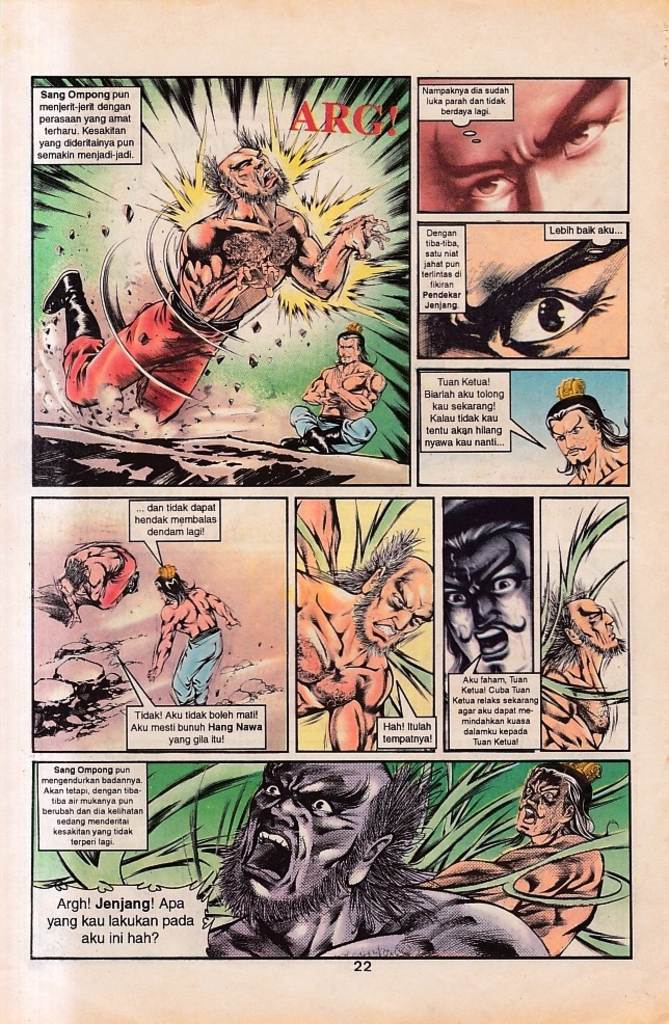 Sang Ompong pun
menjerit-jerit dengan
perasaan yang amat
terharu. Kesakitan
yang dideritainya pun
semakin menjadi-jadi.
ARG!
Nampaknya dia sudah
luka parah dan tidak
berdaya lagi.
Dengan
tiba-tiba,
satu niat
jahat pun
terlintas di
fikiran
Pendekar
Jenjang.
Lebih baik aku...
Tuan Ketua!
Biarlah aku tolong
kau sekarang!
Kalau tidak kau
tentu akan hilang
nyawa kau nanti...
... dan tidak dapat
hendak membalas
dendam lagi!
Tidak! Aku tidak boleh mati!
Aku mesti bunuh Hang Nawa
yang gila itu!
Hah! Itulah
tempatnya!
Aku faham, Tuan
Ketua! Cuba Tuan
Ketua relaks sekarang
agar aku dapat me-
mindahkan kuasa
dalamku kepada
Tuan Ketua!
Sang Ompong pun
mengendurkan badannya.
Akan tetapi, dengan tiba-
tiba air mukanya pun
berubah dan dia kelihatan
sedang menderitai
kesakitan yang tidak
terperi lagi.
Argh! Jenjang! Apa
yang kau lakukan pada
aku ini hah?
22